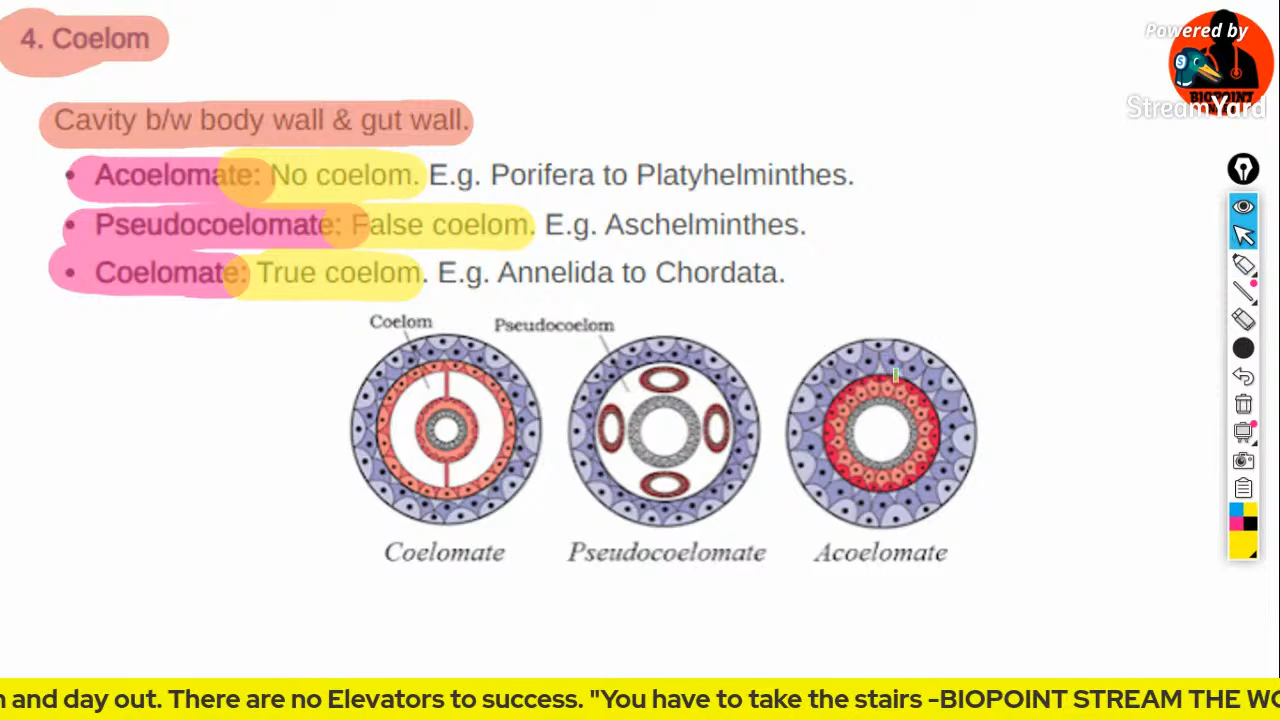 4. Coelom
Powered by
BIOPOINT
StreamYard
Cavity b/w body wall & gut wall.
• Acoelomate: No coelom. E.g. Porifera to Platyhelminthes.
• Pseudocoelomate: False coelom. E.g. Aschelminthes.
• Coelomate: True coelom. E.g. Annelida to Chordata.
Coelom Pseudocoelom
Coelomate Pseudocoelomate Acoelomate
and day out. There are no Elevators to success. "You have to take the stairs -BIOPOINT STREAM THE